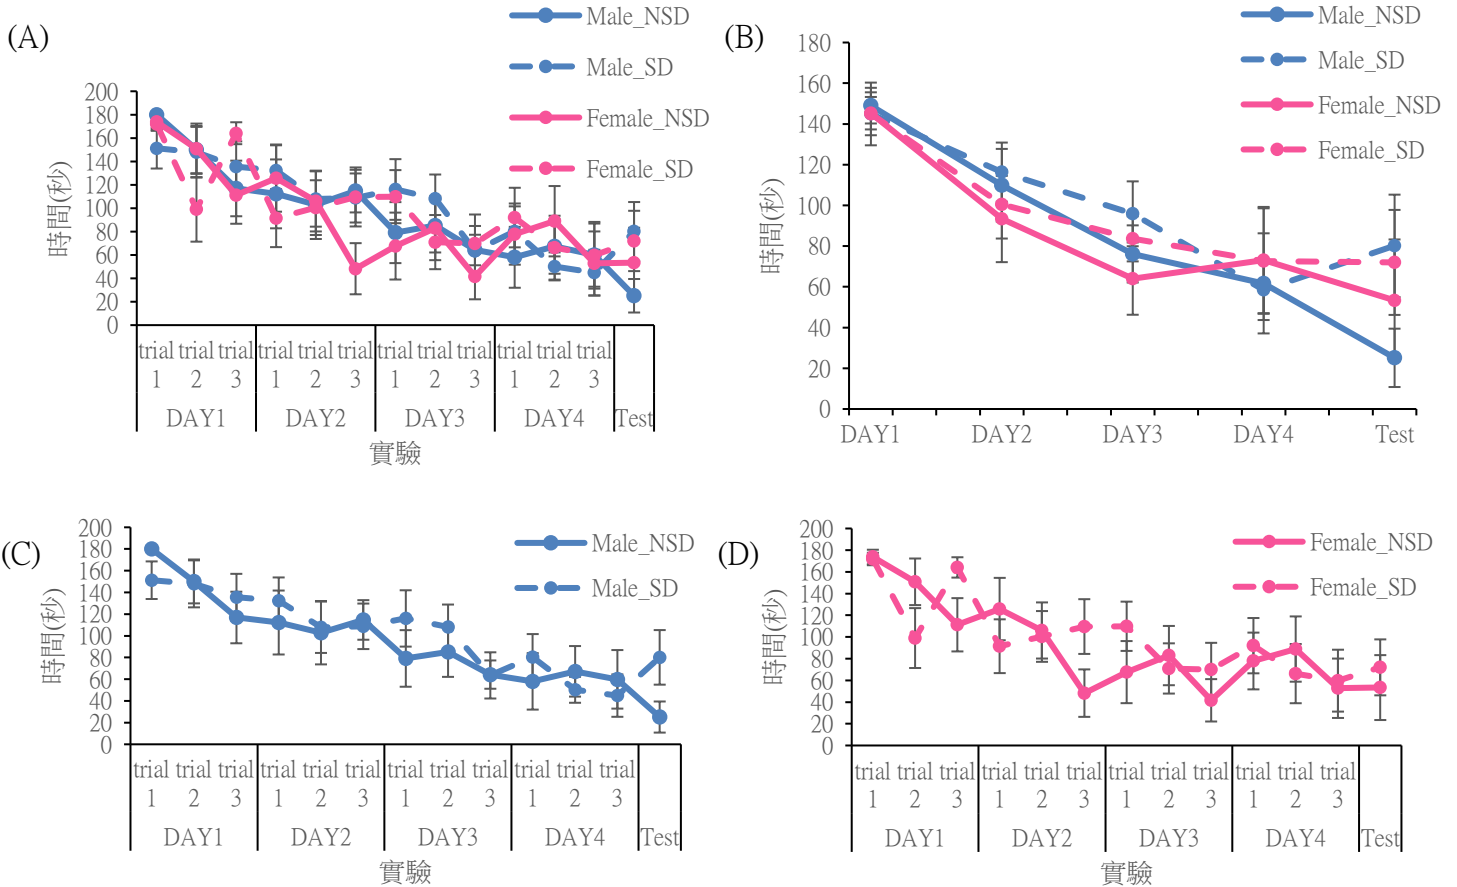 (A)
Male_NSD
Male_SD
Female_NSD
Female_SD
時間(秒)
200
180
160
140
120
100
80
60
40
20
0
trial trial trial trial trial trial trial trial trial trial trial trial
1 2 3 1 2 3 1 2 3 1 2 3
DAY1 DAY2 DAY3 DAY4 Test
實驗
(B)
Male_NSD
Male_SD
Female_NSD
Female_SD
時間(秒)
180
160
140
120
100
80
60
40
20
0
DAY1 DAY2 DAY3 DAY4 Test
(C)
Male_NSD
Male_SD
時間(秒)
200
180
160
140
120
100
80
60
40
20
0
trial trial trial trial trial trial trial trial trial trial trial trial
1 2 3 1 2 3 1 2 3 1 2 3
DAY1 DAY2 DAY3 DAY4 Test
實驗
(D)
Female_NSD
Female_SD
時間(秒)
200
180
160
140
120
100
80
60
40
20
0
trial trial trial trial trial trial trial trial trial trial trial trial
1 2 3 1 2 3 1 2 3 1 2 3
DAY1 DAY2 DAY3 DAY4 Test
實驗